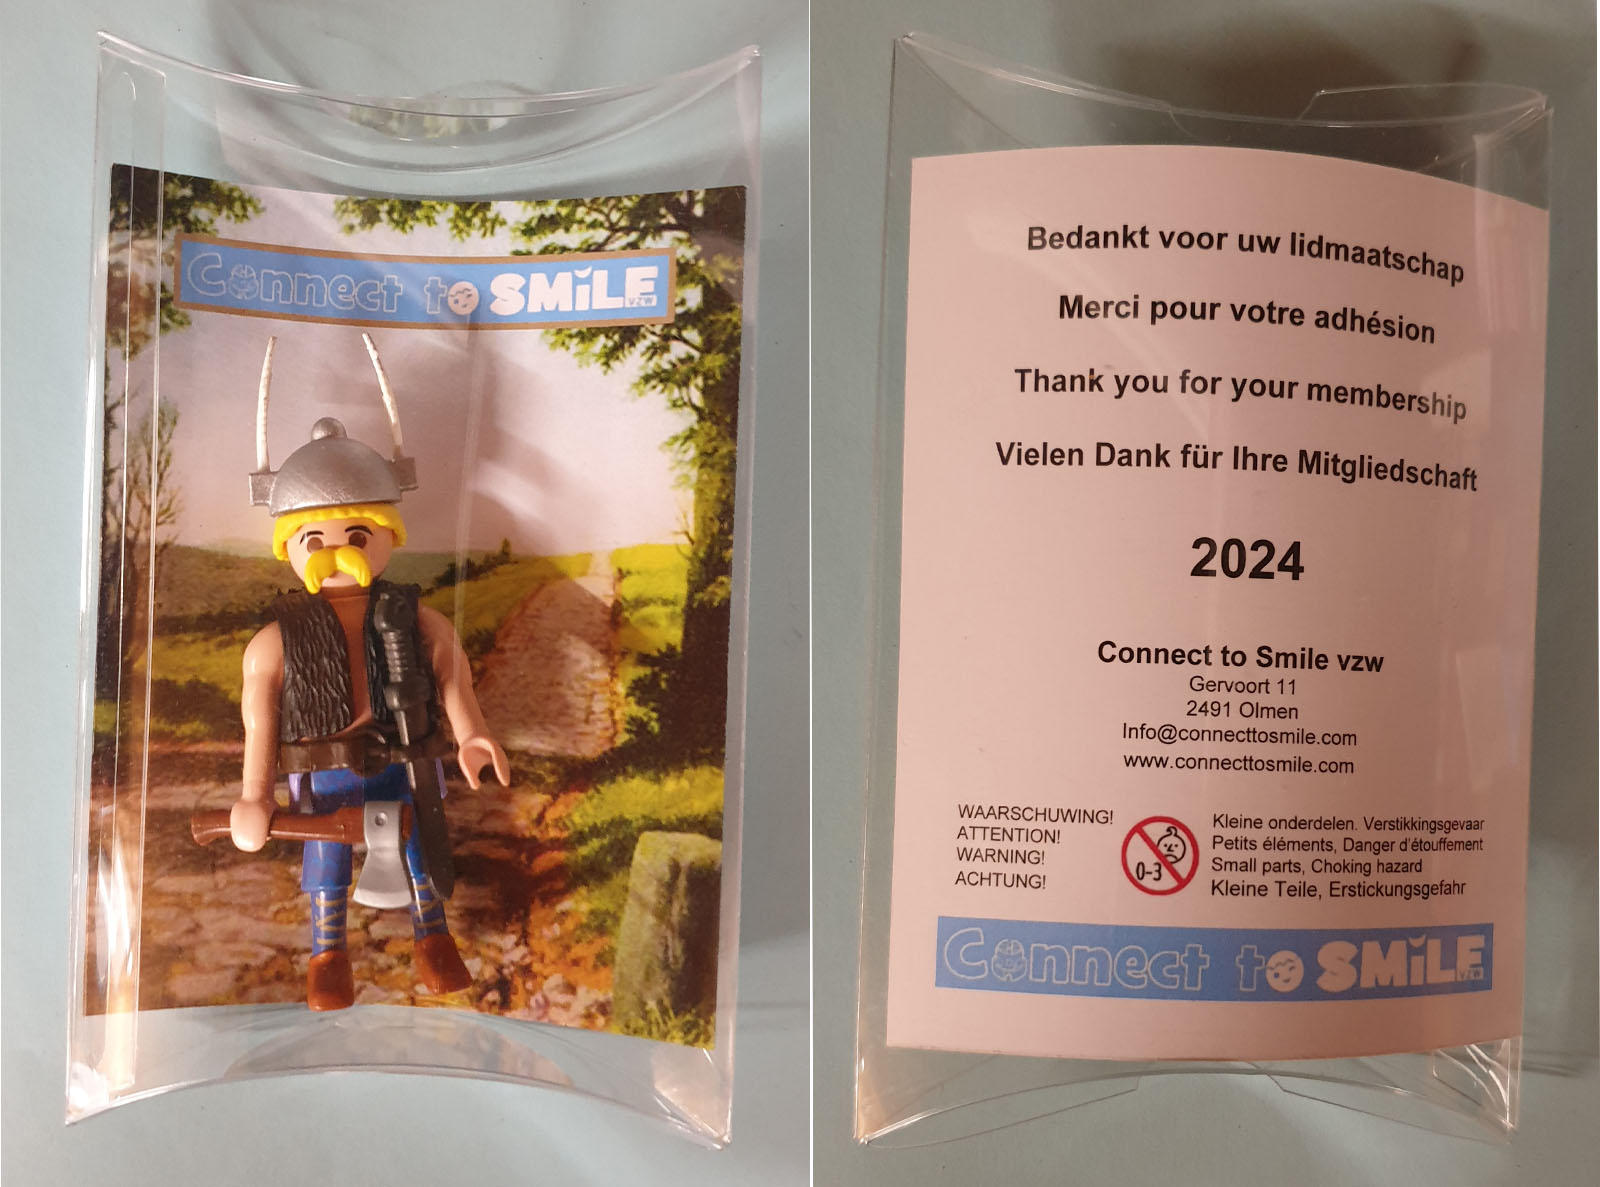 Connect to SMiLE
vzw
Bedankt voor uw lidmaatschap
Merci pour votre adhésion
Thank you for your membership
Vielen Dank für Ihre Mitgliedschaft
2024
Connect to Smile vzw
Gervoort 11
2491 Olmen
Info@connecttosmile.com
www.connecttosmile.com
WAARSCHUWING!
ATTENTION!
WARNING!
ACHTUNG!
0-3
Kleine onderdelen. Verstikkingsgevaar
Petits éléments, Danger d'étouffement
Small parts, Choking hazard
Kleine Teile, Erstickungsgefahr
Connect to SMiLE
vzw